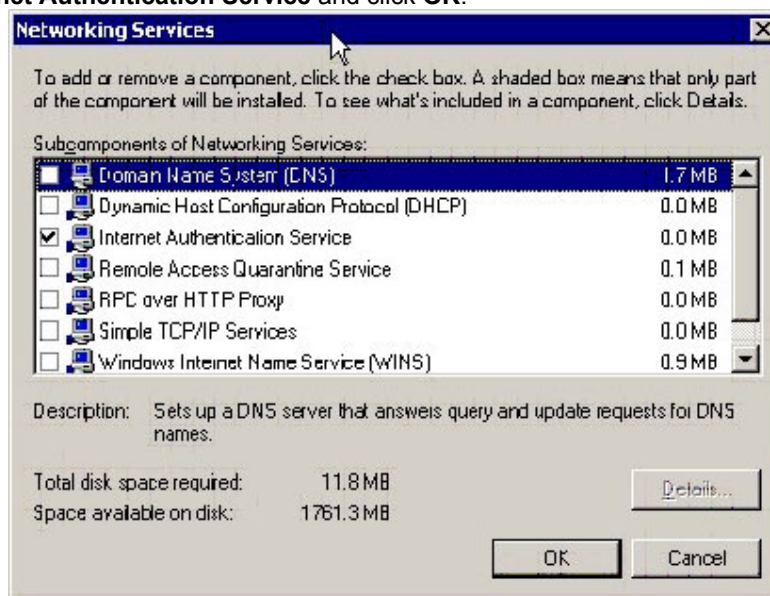 net Authentication Service and click OK.
Networking Services
To add or remove a component, click the check box. A shaded box means that only part
of the component will be installed. To see what's included in a component, click Details.
Subcomponents of Networking Services:
Domain Name System (DNS) 1.7 MB
Dynamic Host Configuration Protocol (DHCP) 0.0 MB
Internet Authentication Service 0.0 MB
Remote Access Quarantine Service 0.1 MB
RPC over HTTP Proxy 0.0 MB
Simple TCP/IP Services 0.0 MB
Windows Internet Name Service (WINS) 0.9 MB
Description: Sets up a DNS server that answers query and update requests for DNS
names.
Total disk space required: 11.8 MB
Details...
Space available on disk: 1761.3 MB
OK Cancel